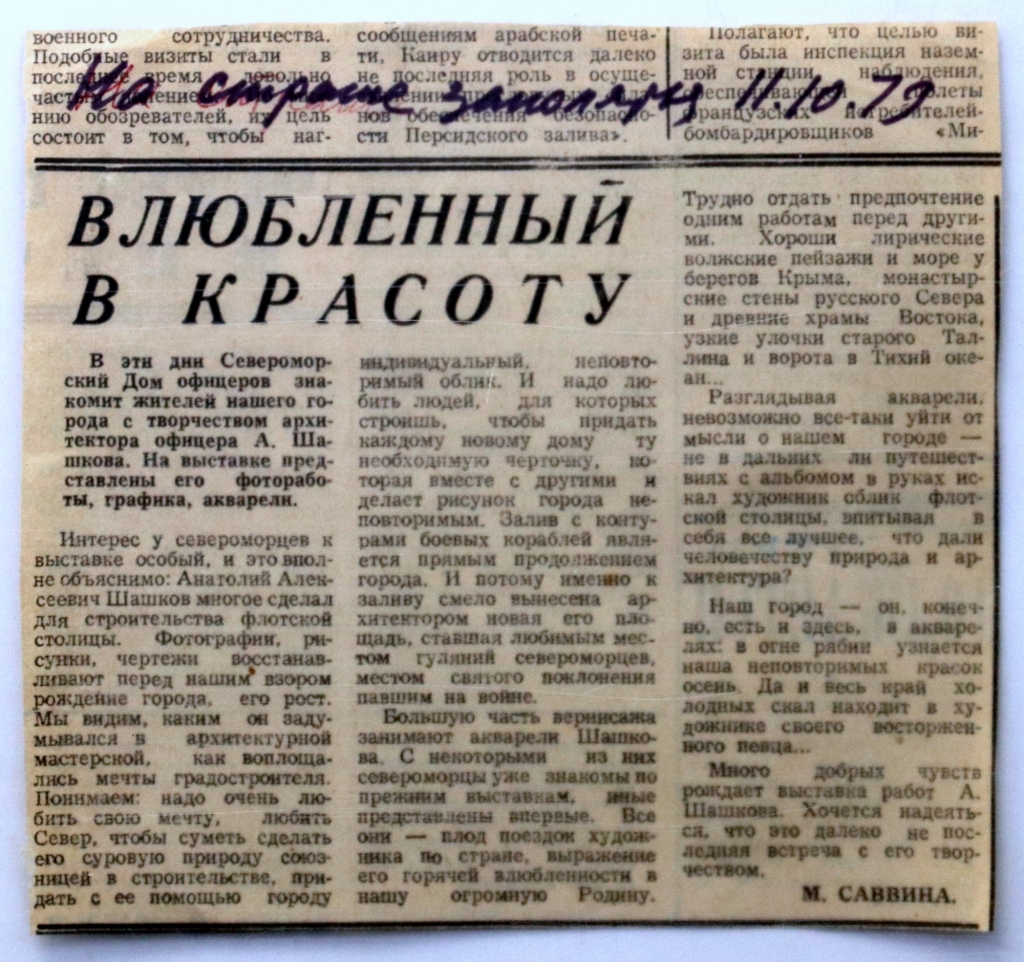 военного сотрудничества.
Подобные визиты стали в
последнее время довольно
нию обозревателей, их цель
состоит в том, чтобы наг-
сообщениям арабской печа-
ти, Каиру отводится далеко
не последняя роль в осуще-
нов обеспечения безопасно-
сти Персидского залива».
Полагают, что целью ви-
зита была инспекция назем-
ной станции наблюдения,
французских истребителей-
бомбардировщиков «Ми-
На страже заполярья 11.10.79
ВЛЮБЛЕННЫЙ
В КРАСОТУ
В эти дни Североморс-
кий Дом офицеров зна-
комит жителей нашего го-
рода с творчеством архи-
тектора офицера А. Ша-
шкова. На выставке пред-
ставлены его фоторабо-
ты, графика, акварели.
Интерес у североморцев к
выставке особый, и это впол-
не объяснимо: Анатолий Алек-
сеевич Шашков многое сделал
для строительства флотской
столицы. Фотографии, ри-
сунки, чертежи восстанав-
ливают перед нашим взором
рождение города, его рост.
Мы видим, каким он заду-
мывался в архитектурной
мастерской, как воплоща-
лись мечты градостроителя.
Понимаем: надо очень лю-
бить свою мечту, любить
Север, чтобы суметь сделать
его суровую природу союз-
ницей в строительстве, при-
дать с ее помощью городу
индивидуальный, неповто-
римый облик. И надо лю-
бить людей, для которых
строишь, чтобы придать
каждому новому дому ту
необходимую черточку, ко-
торая вместе с другими и
делает рисунок города не-
повторимым. Залив с конту-
рами боевых кораблей явля-
ется прямым продолжением
города. И потому именно к
заливу смело вынесена ар-
хитектором новая его пло-
щадь, ставшая любимым мес-
том гуляний североморцев,
местом святого поклонения
павшим на войне.
Большую часть вернисажа
занимают акварели Шашко-
ва. С некоторыми из них
североморцы уже знакомы по
прежним выставкам, иные
представлены впервые. Все
они — плод поездок худож-
ника по стране, выражение
его горячей влюбленности в
нашу огромную Родину.
Трудно отдать предпочтение
одним работам перед други-
ми. Хороши лирические
волжские пейзажи и море у
берегов Крыма, монастыр-
ские стены русского Севера
и древние храмы Востока,
узкие улочки старого Тал-
лина и ворота в Тихий оке-
ан...
Разглядывая акварели,
невозможно все-таки уйти от
мысли о нашем городе —
не в дальних ли путешест-
виях с альбомом в руках ис-
кал художник облик флот-
ской столицы, впитывая в
себя все лучшее, что дали
человечеству природа и ар-
хитектура?
Наш город — он, конеч-
но, есть и здесь, в акваре-
лях: в огне рябин узнается
наша неповторимых красок
осень. Да и весь край хо-
лодных скал находит в ху-
дожнике своего восторжен-
ного певца...
Много добрых чувств
рождает выставка работ А.
Шашкова. Хочется надеять-
ся, что это далеко не пос-
ледняя встреча с его твор-
чеством.
М. САВВИНА.